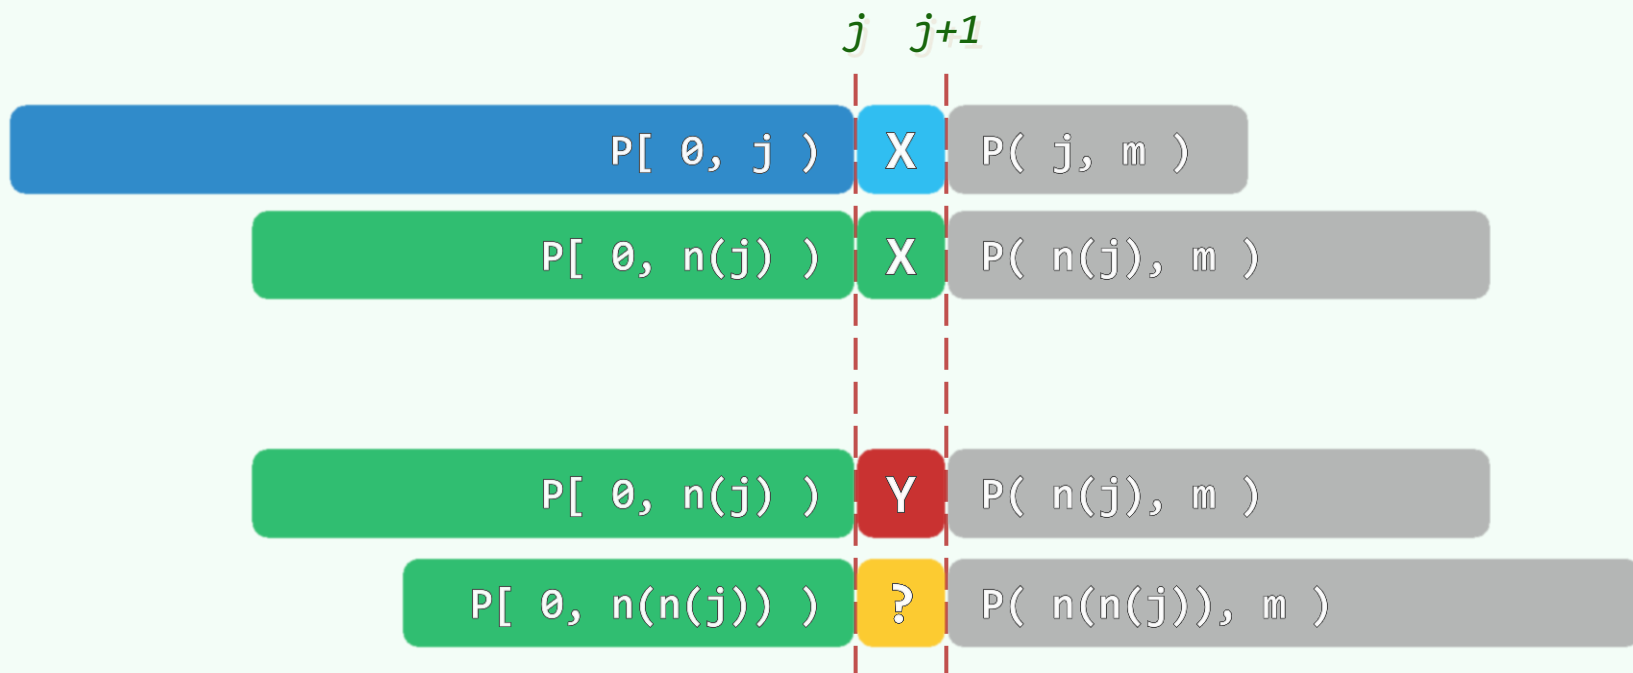 j j+1
P[ 0, j ) X P( j, m )
P[ 0, n(j) ) X P( n(j), m )
P[ 0, n(j) ) Y P( n(j), m )
P[ 0, n(n(j)) ) ? P( n(n(j)), m )